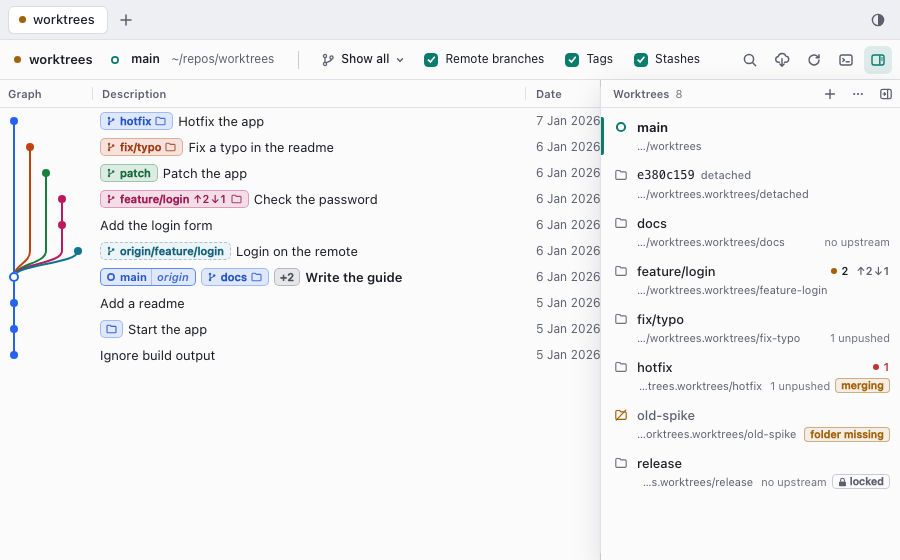 worktrees
worktrees main ~/repos/worktrees Show all Remote branches Tags Stashes
Graph Description Date
hotfix Hotfix the app 7 Jan 2026
fix/typo Fix a typo in the readme 6 Jan 2026
patch Patch the app 6 Jan 2026
feature/login ↑2↓1 Check the password 6 Jan 2026
Add the login form 6 Jan 2026
origin/feature/login Login on the remote 6 Jan 2026
main origin docs +2 Write the guide 6 Jan 2026
Add a readme 5 Jan 2026
Start the app 5 Jan 2026
Ignore build output 5 Jan 2026
Worktrees 8
main
.../worktrees
e380c159 detached
.../worktrees.worktrees/detached
docs
.../worktrees.worktrees/docs no upstream
feature/login 2 ↑2↓1
.../worktrees.worktrees/feature-login
fix/typo
.../worktrees.worktrees/fix-typo 1 unpushed
hotfix 1
...trees.worktrees/hotfix 1 unpushed merging
old-spike
...orktrees.worktrees/old-spike folder missing
release
...s.worktrees/release no upstream locked